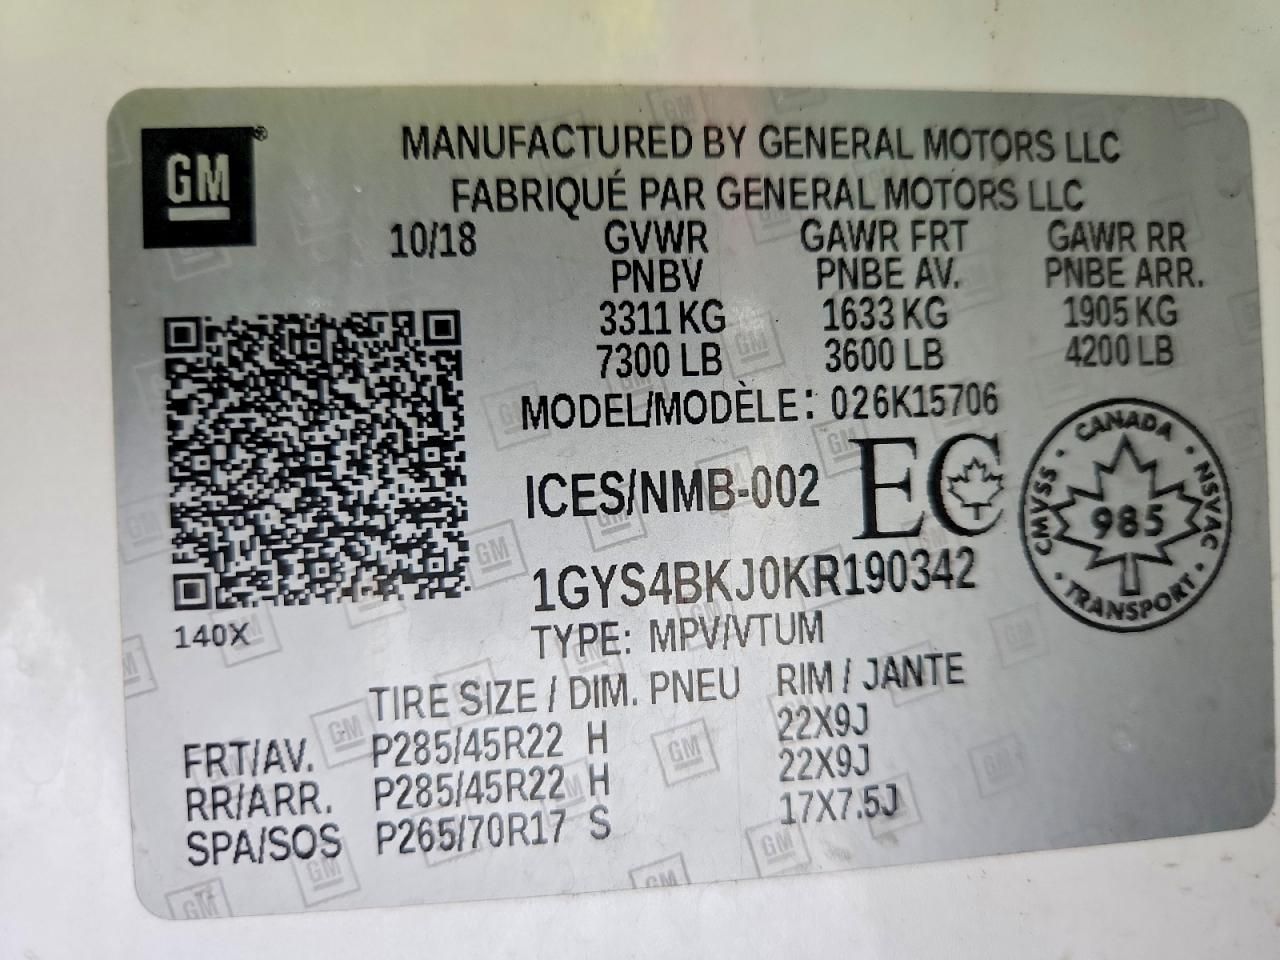 GM®
MANUFACTURED BY GENERAL MOTORS LLC
FABRIQUÉ PAR GENERAL MOTORS LLC
10/18 GVWR GAWR FRT GAWR RR
PNBV PNBE AV. PNBE ARR.
3311 KG 1633 KG 1905 KG
7300 LB 3600 LB 4200 LB
MODEL/MODÈLE: 026K15706
ICES/NMB-002 EC
CANADA
CMVSS 985 NSVAC
TRANSPORT
1GYS4BKJ0KR190342
140X
TYPE: MPV/VTUM
TIRE SIZE / DIM. PNEU RIM / JANTE
FRT/AV. P285/45R22 H 22X9J
RR/ARR. P285/45R22 H 22X9J
SPA/SOS P265/70R17 S 17X7.5J